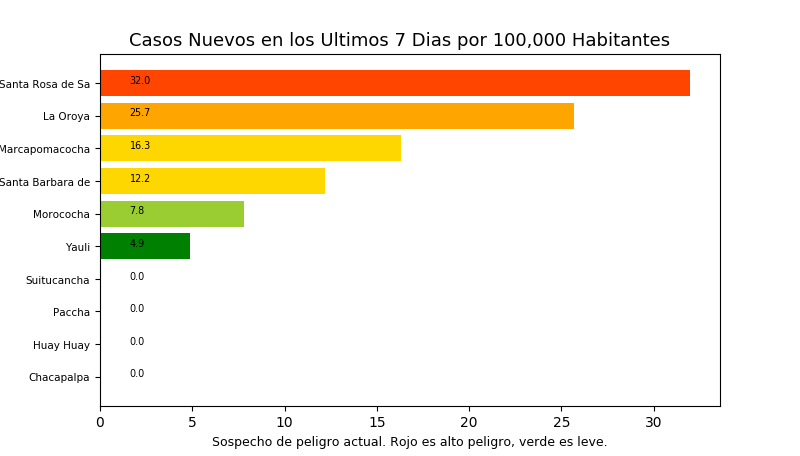 Casos Nuevos en los Ultimos 7 Dias por 100,000 Habitantes
Santa Rosa de Sa 32.0
La Oroya 25.7
Marcapomacocha 16.3
Santa Barbara de 12.2
Morococha 7.8
Yauli 4.9
Suitucancha 0.0
Paccha 0.0
Huay Huay 0.0
Chacapalpa 0.0
0 5 10 15 20 25 30
Sospecho de peligro actual. Rojo es alto peligro, verde es leve.